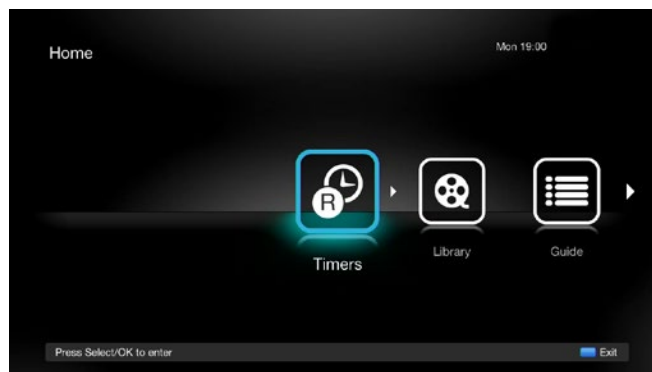 Home
Mon 19:00
R
Timers
Library
Guide
Press Select/OK to enter
Exit